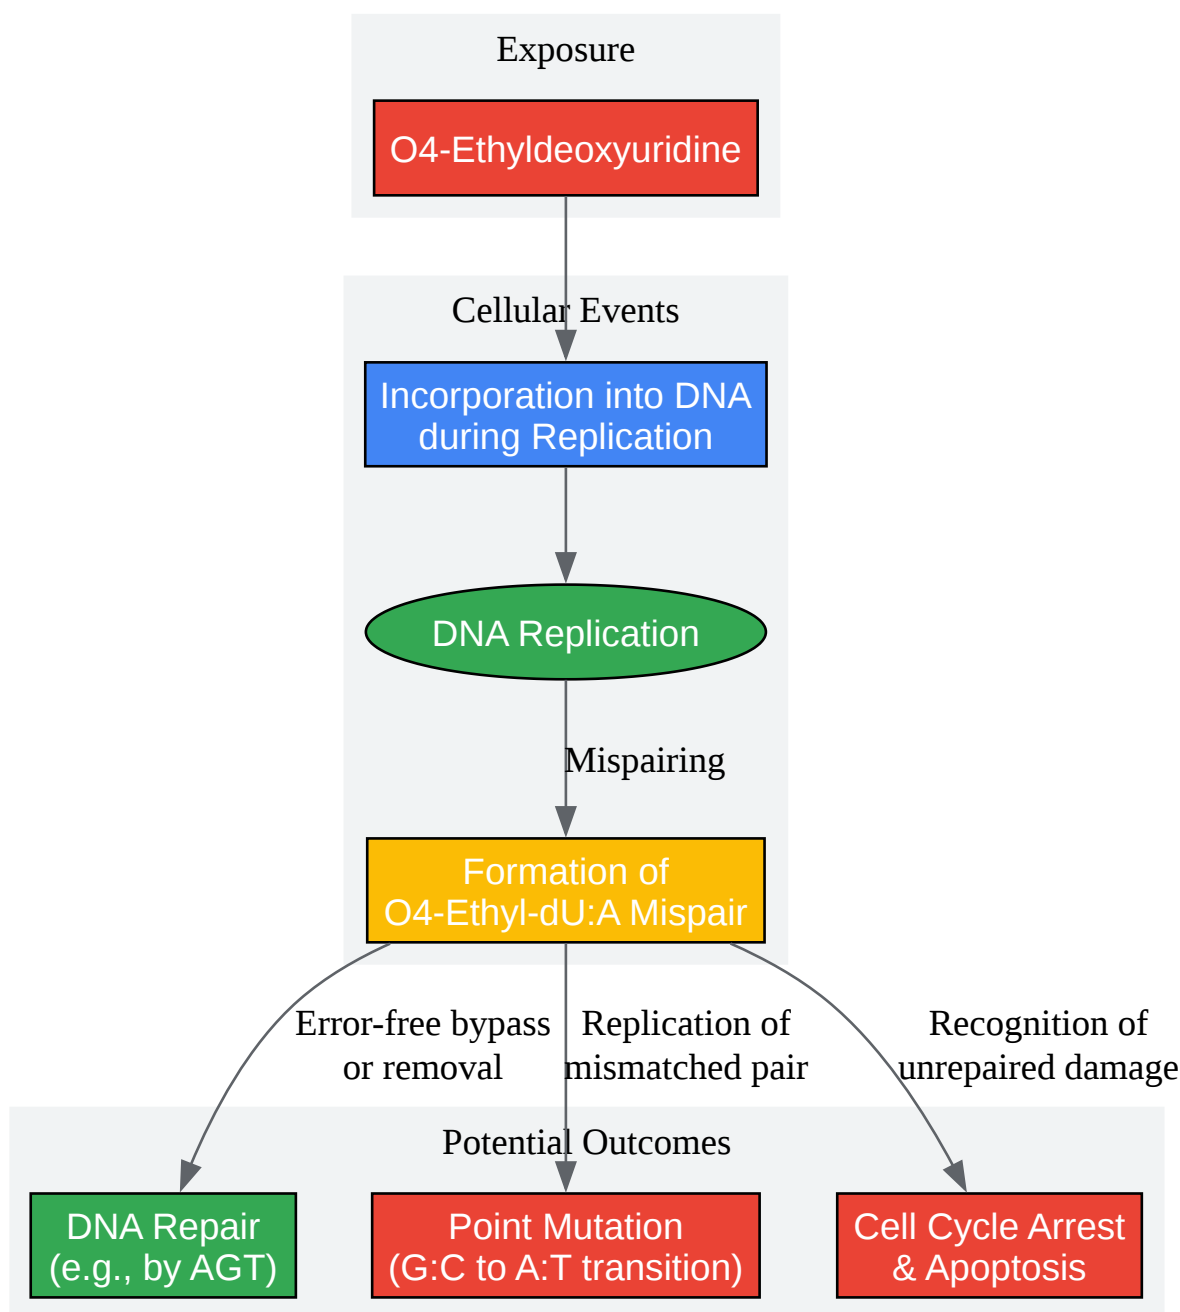 Exposure
O4-Ethyldeoxyuridine
Cellular Events
Incorporation into DNA
during Replication
DNA Replication
Mispairing
Formation of
O4-Ethyl-dU:A Mispair
Error-free bypass
or removal
Replication of
mismatched pair
Recognition of
unrepaired damage
Potential Outcomes
DNA Repair
(e.g., by AGT)
Point Mutation
(G:C to A:T transition)
Cell Cycle Arrest
& Apoptosis